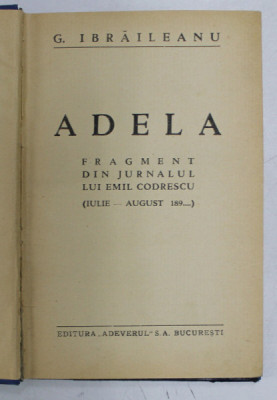 G. IBRĂILEANU
ADELA
FRAGMENT
DIN JURNALUL
LUI EMIL CODRESCU
(IULIE — AUGUST 189...)
EDITURA „ADEVERUL" S.A. BUCUREȘTI